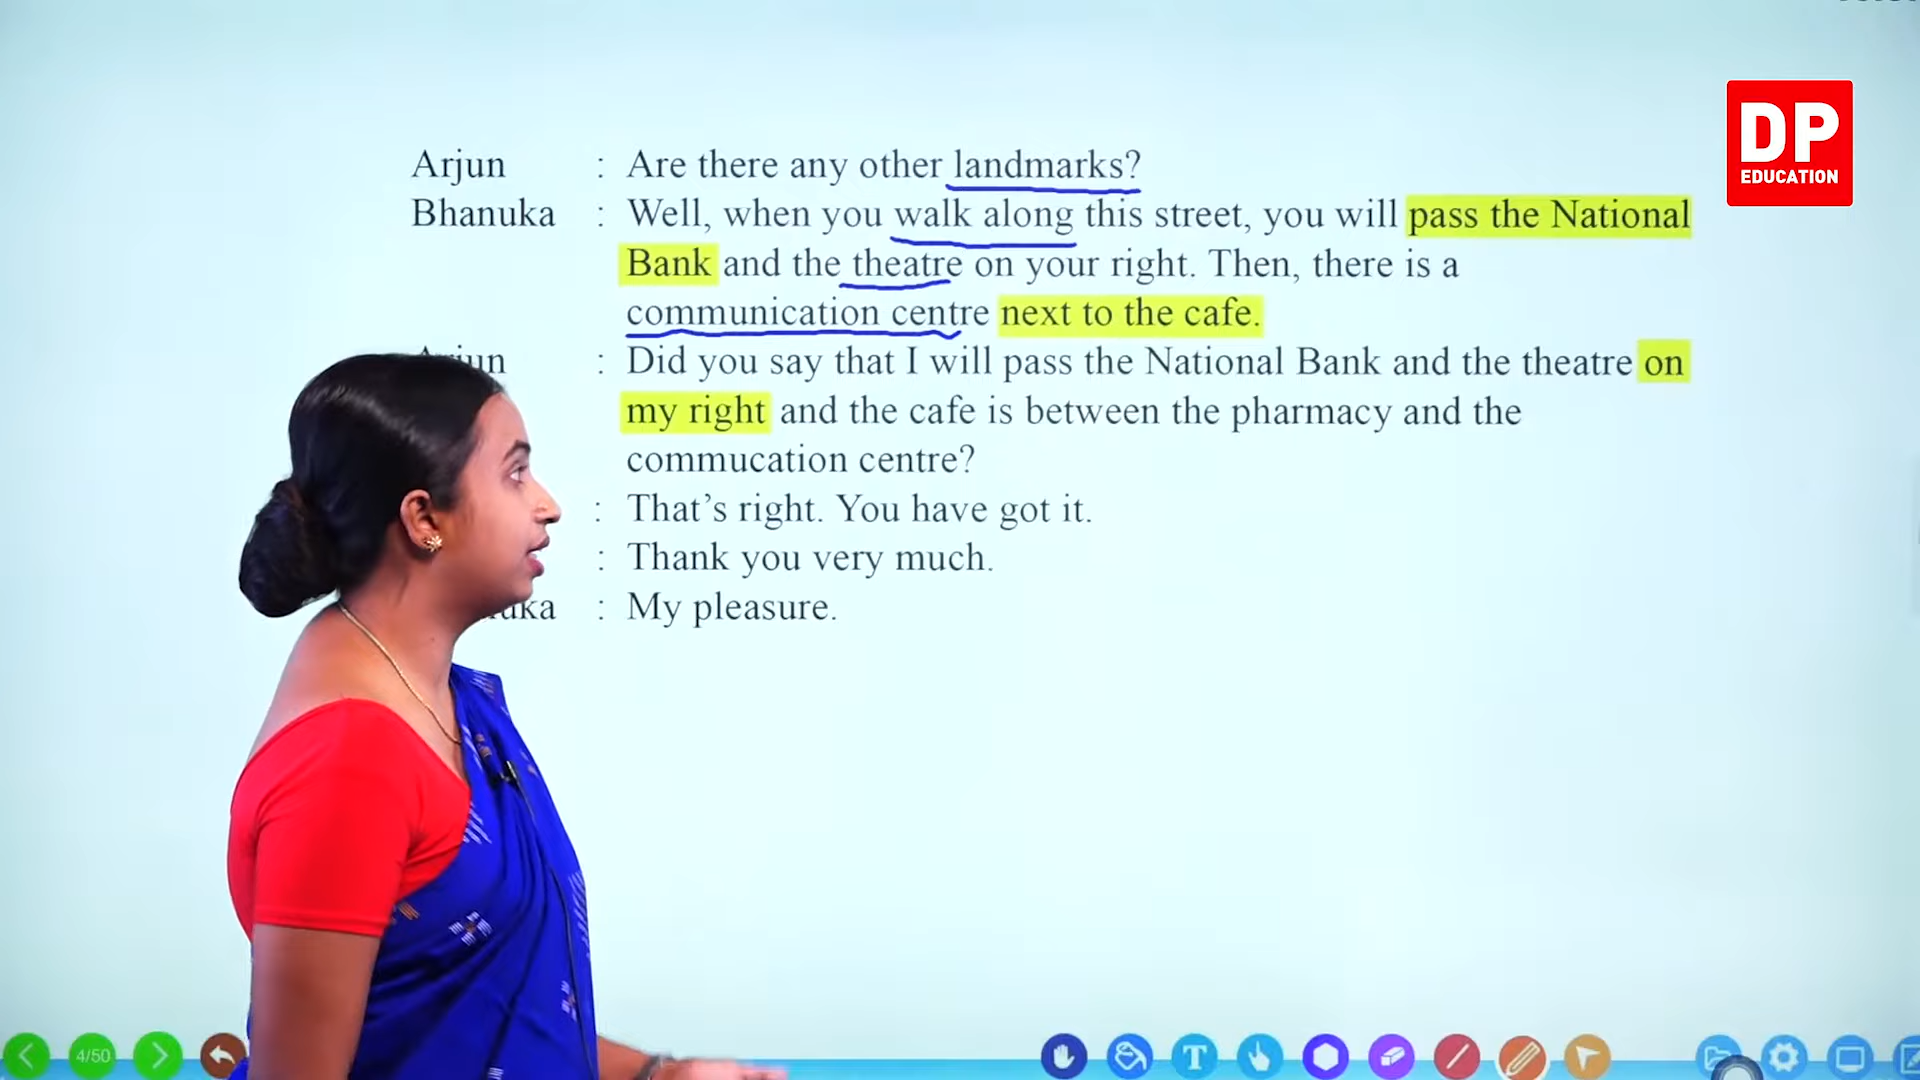 DP
EDUCATION
Arjun : Are there any other landmarks?
Bhanuka : Well, when you walk along this street, you will pass the National
Bank and the theatre on your right. Then, there is a
communication centre next to the cafe.
: Did you say that I will pass the National Bank and the theatre on
my right and the cafe is between the pharmacy and the
commucation centre?
: That's right. You have got it.
: Thank you very much.
: My pleasure.
4/50
T